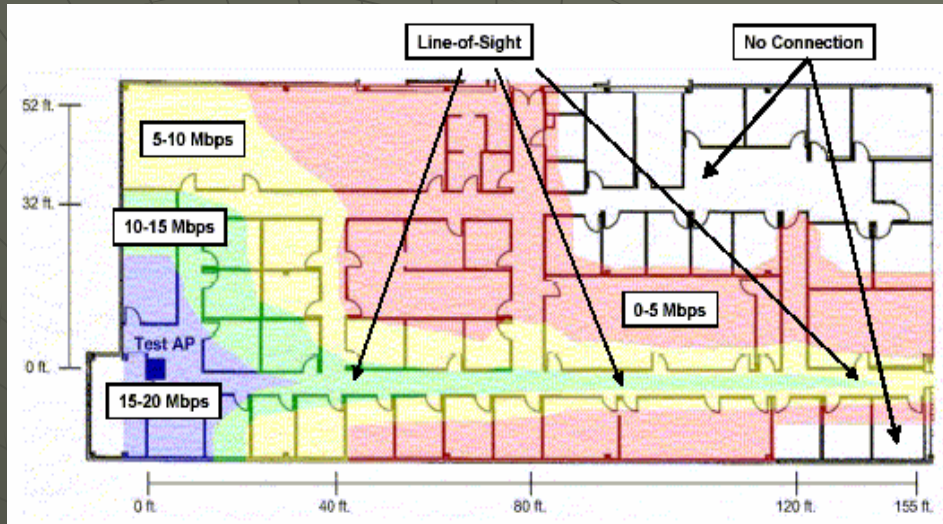 Line-of-Sight
No Connection
52 ft.
5-10 Mbps
32 ft.
10-15 Mbps
0-5 Mbps
Test AP
0 ft.
15-20 Mbps
0 ft.
40 ft.
80 ft.
120 ft.
155 ft.